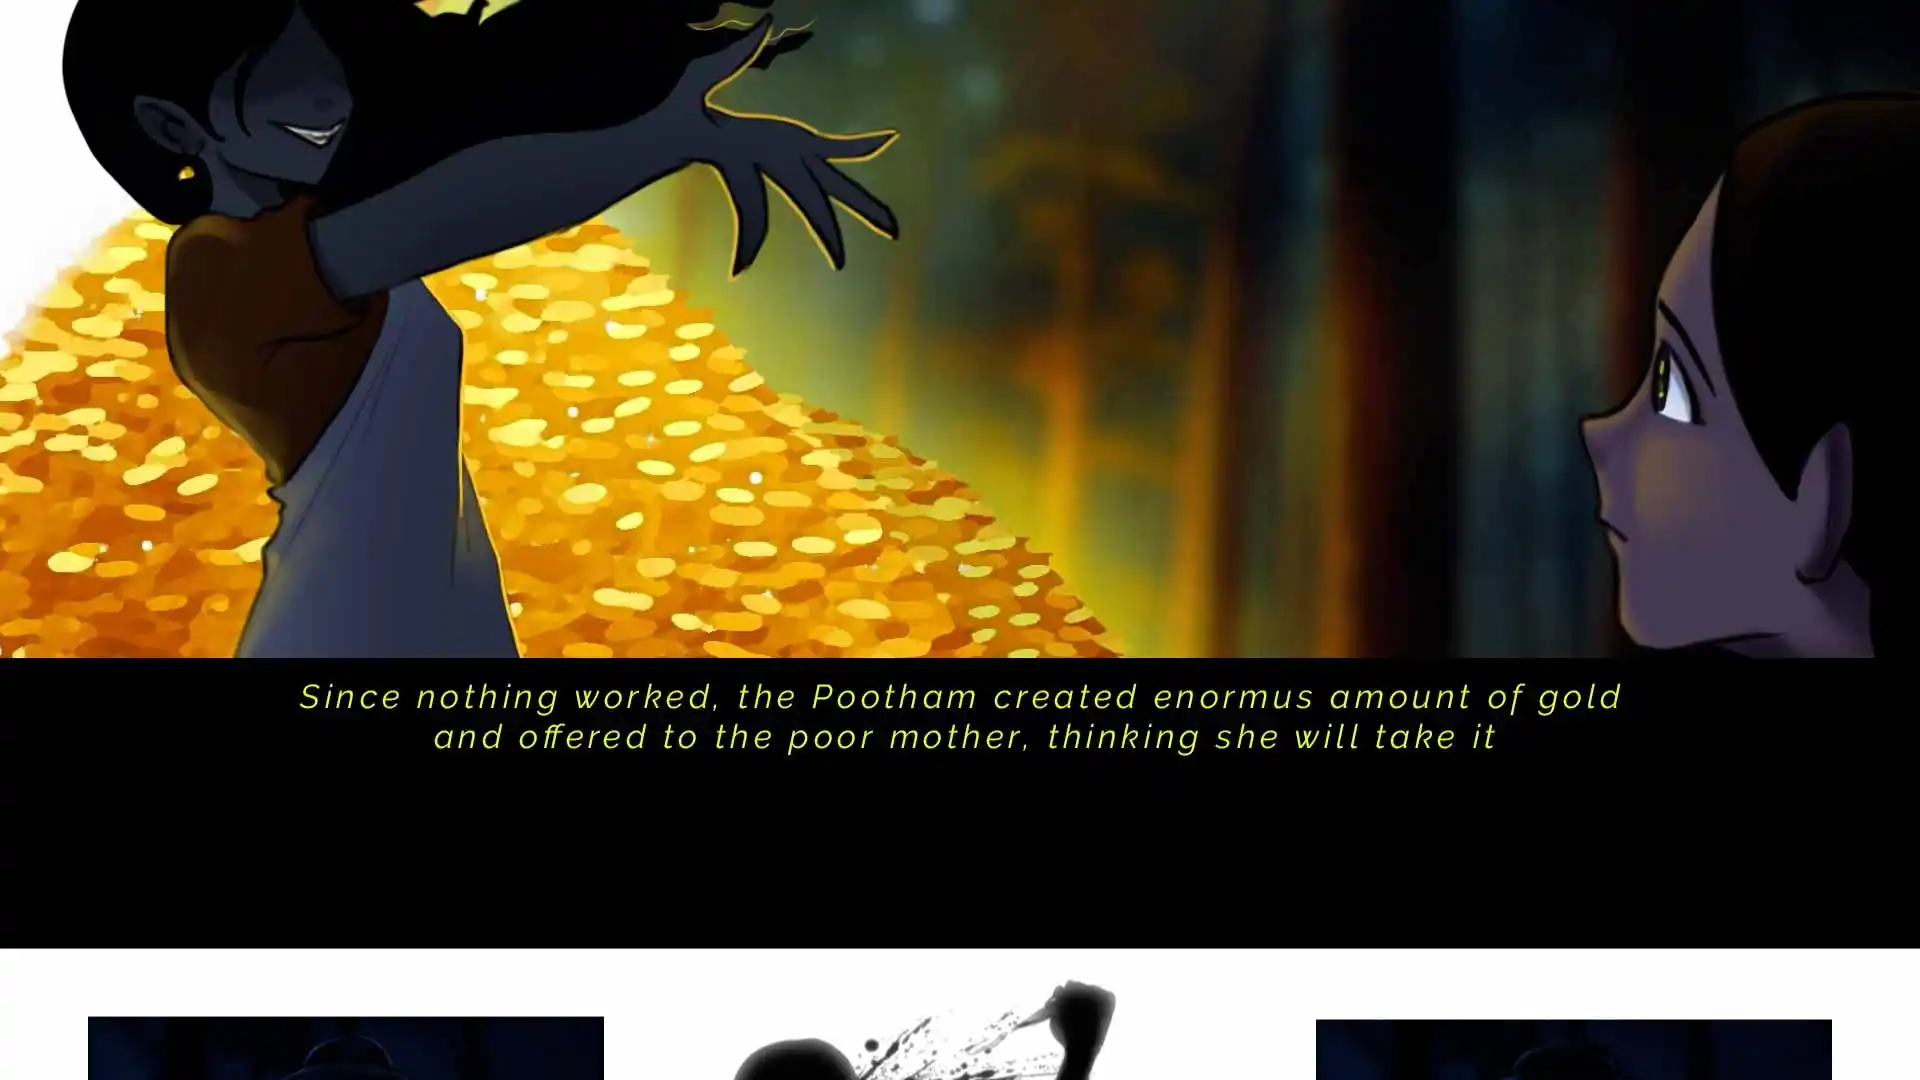 Since nothing worked, the Pootham created enormus amount of gold
and offered to the poor mother, thinking she will take it